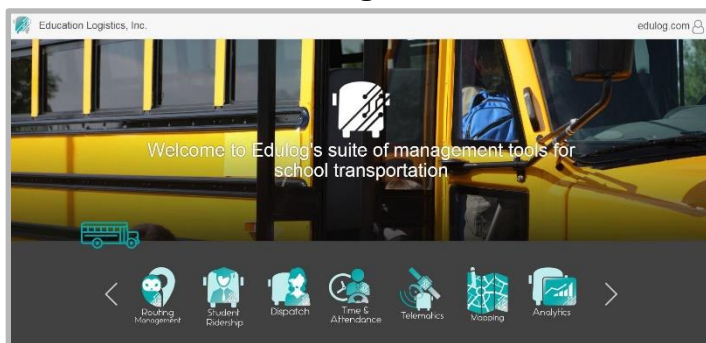 Education Logistics, Inc.
edulog.com
Welcome to Edulog's suite of management tools for
school transportation
Routing
Management
Student
Ridership
Dispatch
Time &
Attendance
Telematics
Mapping
Analytics